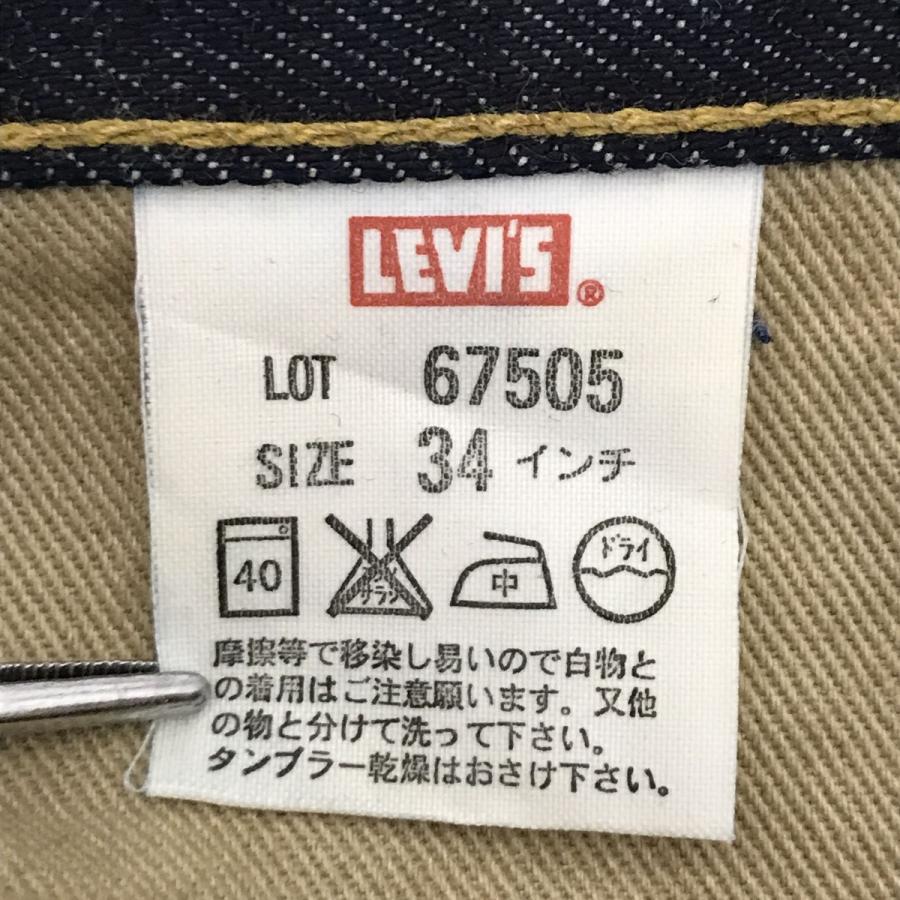 LEVI'S®
LOT 67505
SIZE 34 インチ
40 エンソサラシ 中 ドライ
摩擦等で移染し易いので白物と
の着用はご注意願います。又他
の物と分けて洗って下さい。
タンブラー乾燥はおさけ下さい。